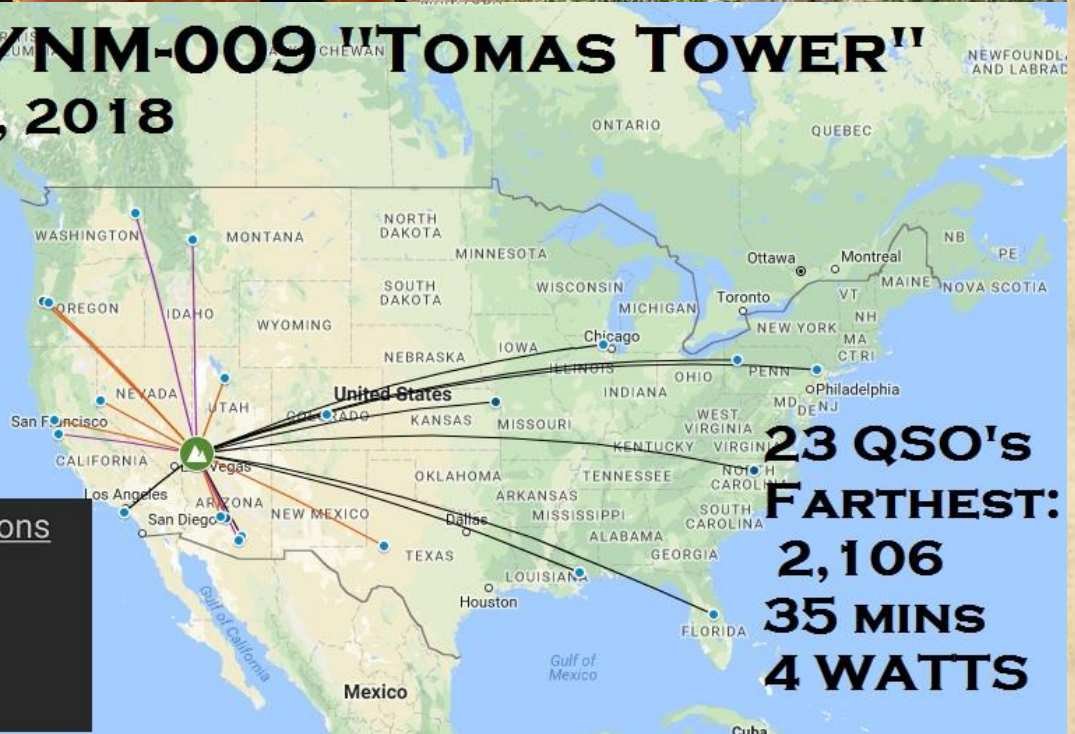 NM-009 "TOMAS TOWER"
, 2018
NEWFOUNDL
AND LABRAD
ONTARIO
QUEBEC
WASHINGTON
MONTANA
NORTH
DAKOTA
MINNESOTA
Ottawa
Montreal
NB
PE
MAINE
NOVA SCOTIA
OREGON
IDAHO
SOUTH
DAKOTA
WISCONSIN
MICHIGAN
Toronto
VT
NH
WYOMING
NEW YORK
MA
CT RI
Chicago
IOWA
NEBRASKA
ILLINOIS
INDIANA
OHIO
PENN
Philadelphia
NEVADA
UTAH
United States
COLORADO
KANSAS
MISSOURI
MD
DE
NJ
WEST
VIRGINIA
San Francisco
KENTUCKY
VIRGINI
CALIFORNIA
Vegas
OKLAHOMA
TENNESSEE
NORTH
CAROLIN
Los Angeles
ARIZONA
NEW MEXICO
ARKANSAS
MISSISSIPPI
SOUTH
CAROLINA
San Diego
Dallas
ALABAMA
GEORGIA
TEXAS
LOUISIANA
Houston
FLORIDA
Gulf of California
Gulf of
Mexico
Mexico
Cuba
ons
23 QSO's
FARTHEST:
2,106
35 MINS
4 WATTS